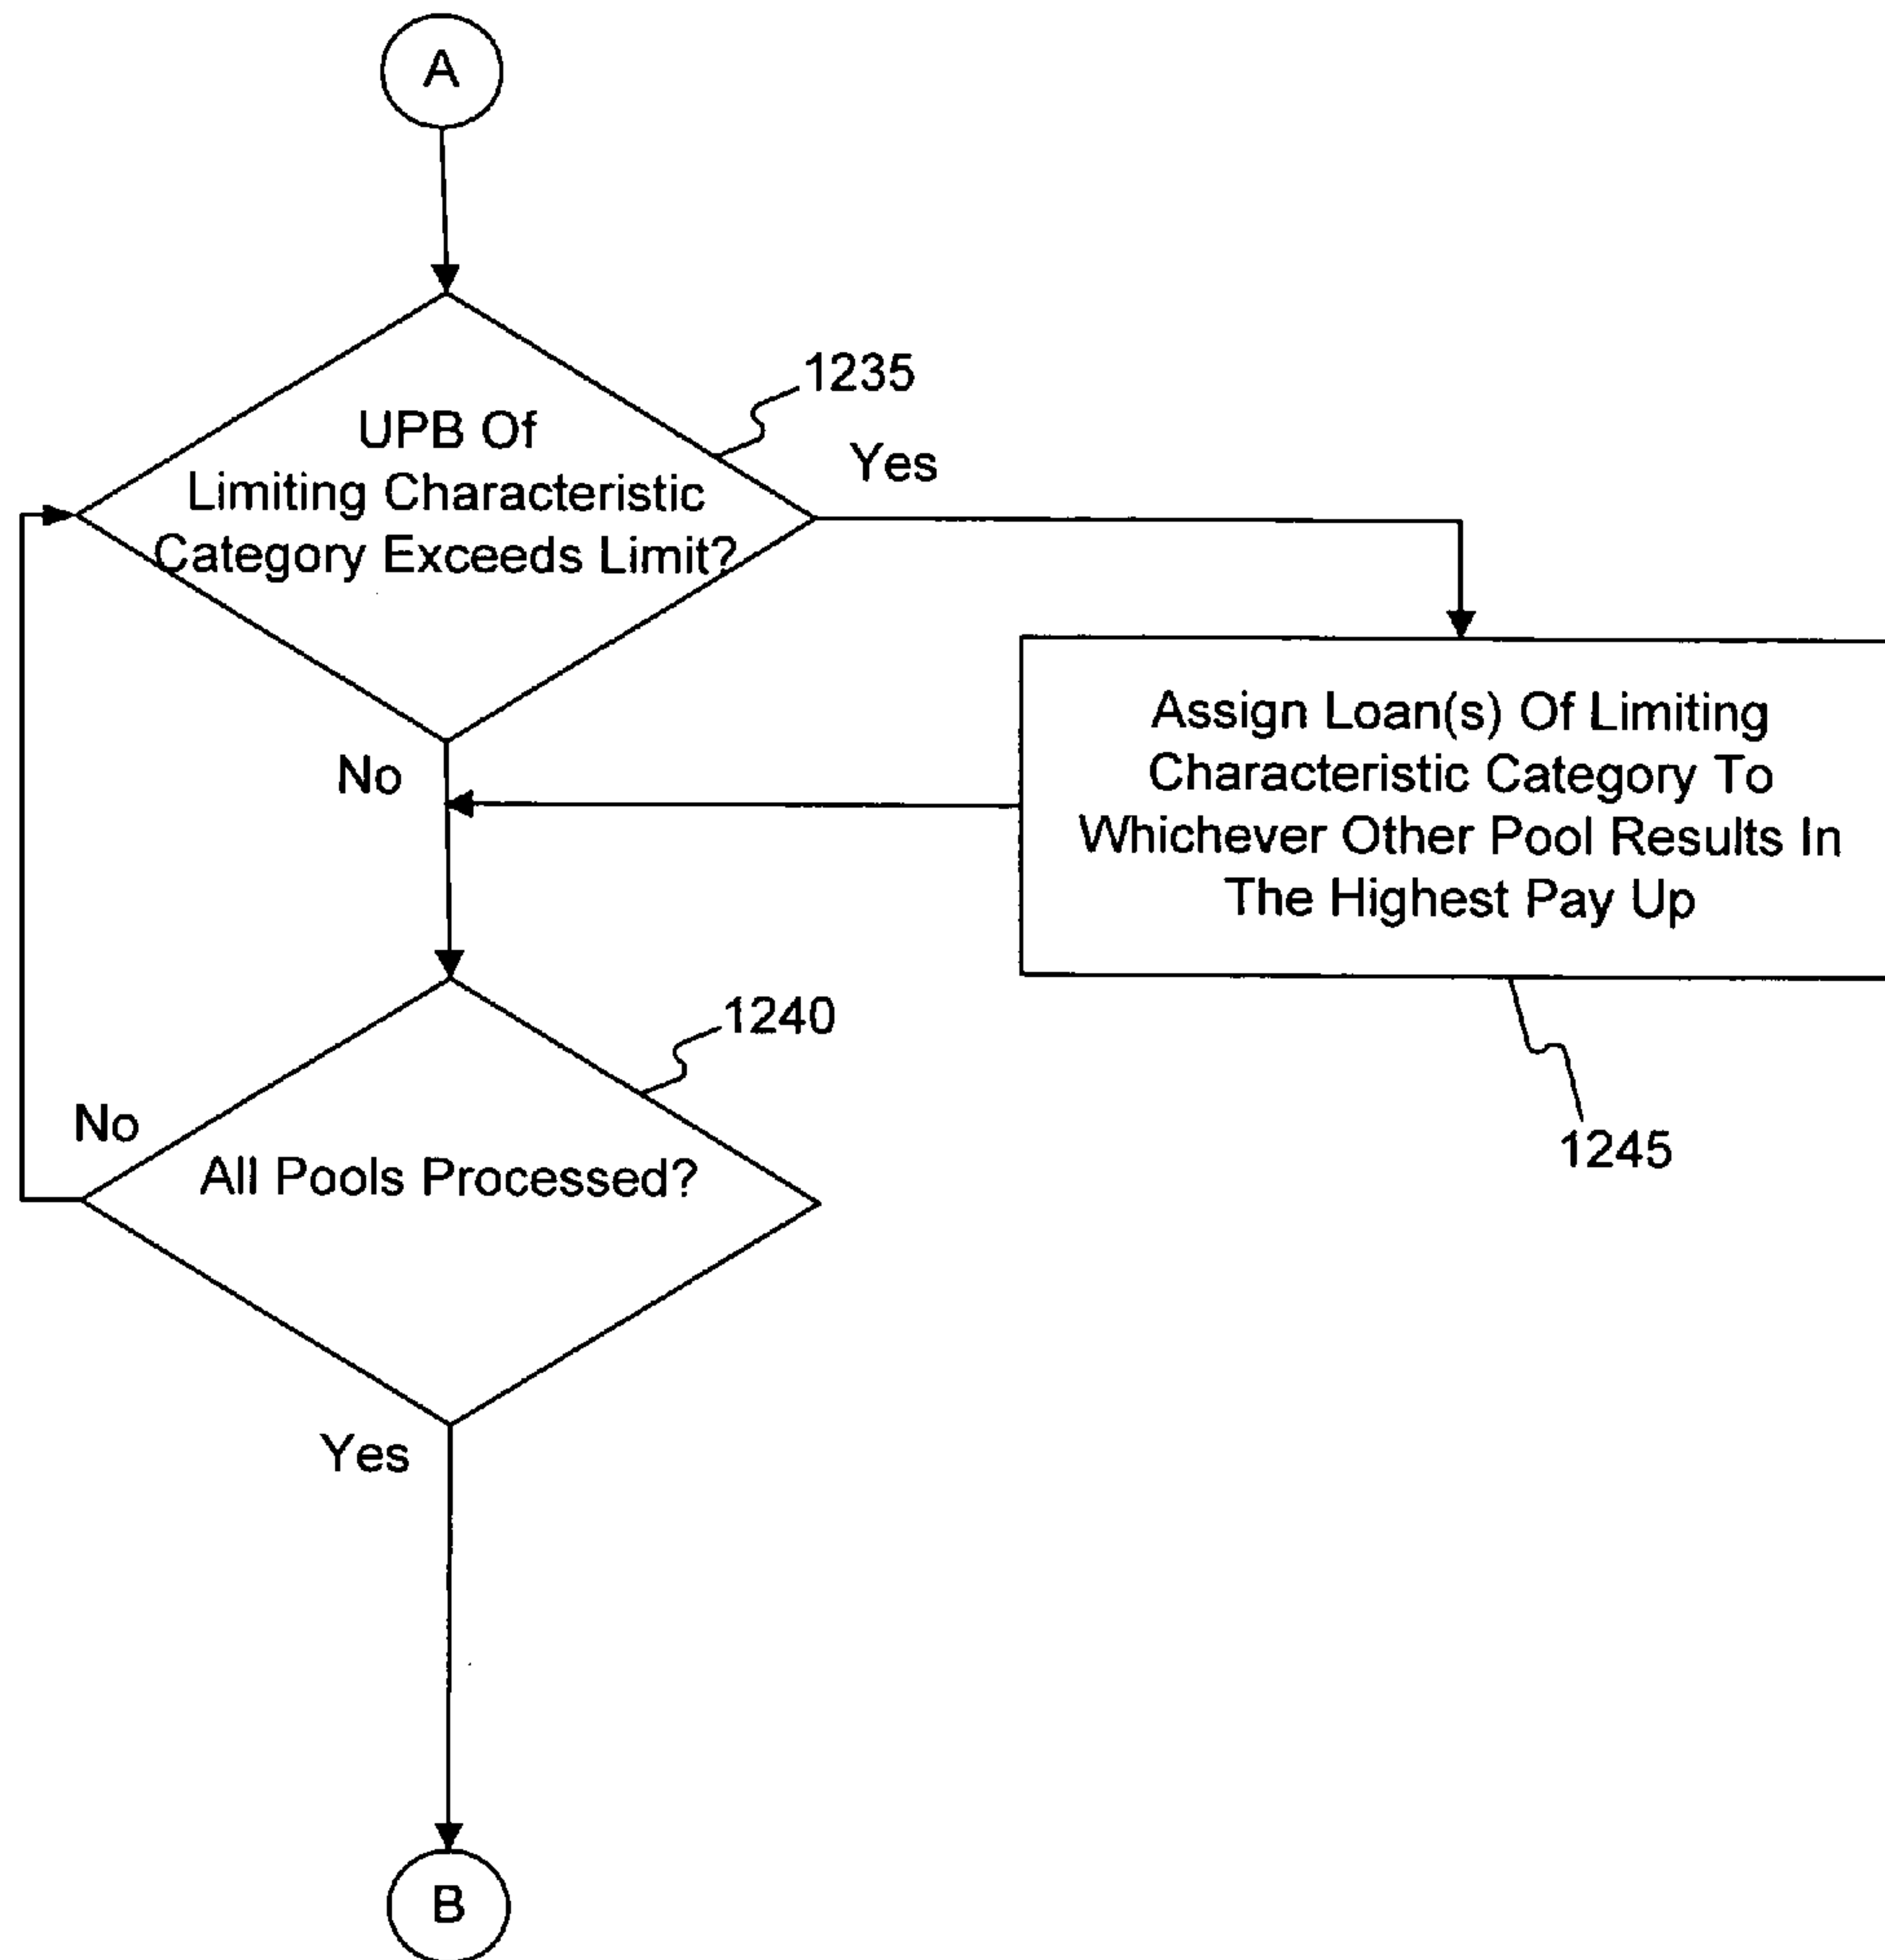 A
1235
UPB Of
Yes
Limiting Characteristic
Category Exceeds Limit?
Assign Loan(s) Of Limiting
Characteristic Category To
Whichever Other Pool Results In
The Highest Pay Up
No
1240
No
All Pools Processed?
1245
Yes
B